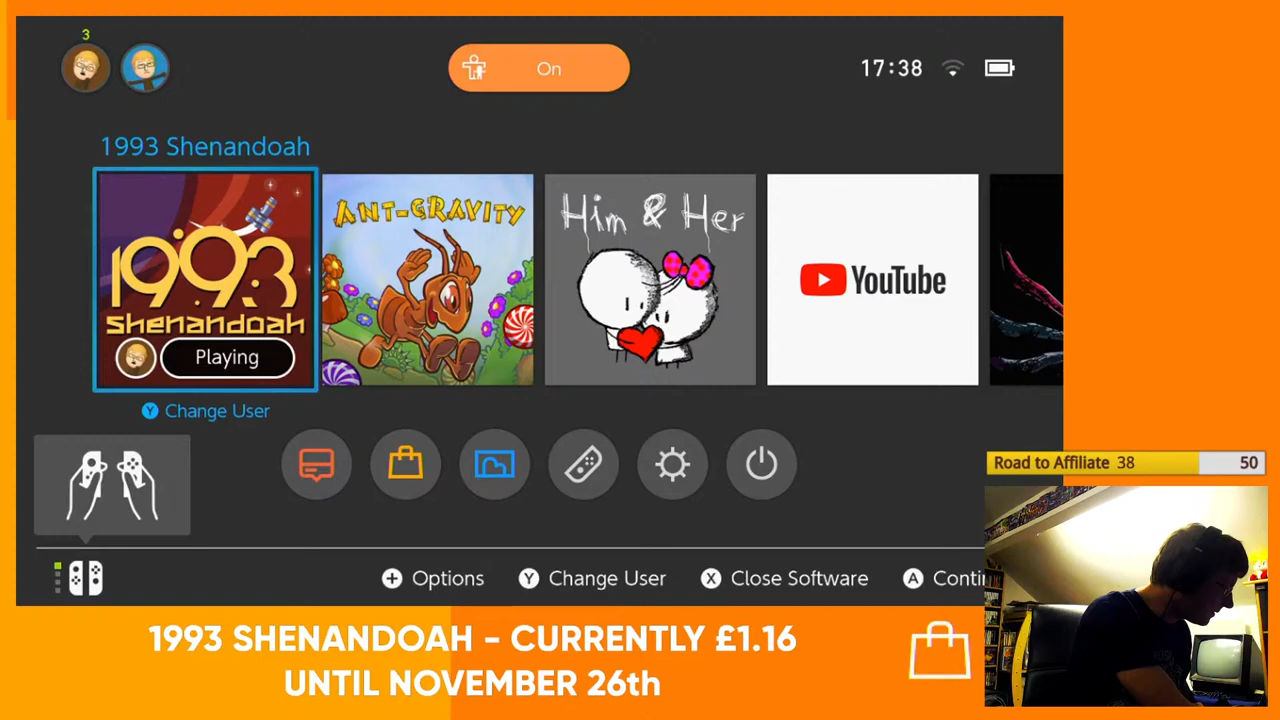 3
On
17:38
1993 Shenandoah
1993
shenandoah
Playing
ANT-GRAVITY
Him & Her
YouTube
Y Change User
Road to Affiliate 38
50
+ Options
Y Change User
X Close Software
A Conti
1993 SHENANDOAH - CURRENTLY £1.16
UNTIL NOVEMBER 26th